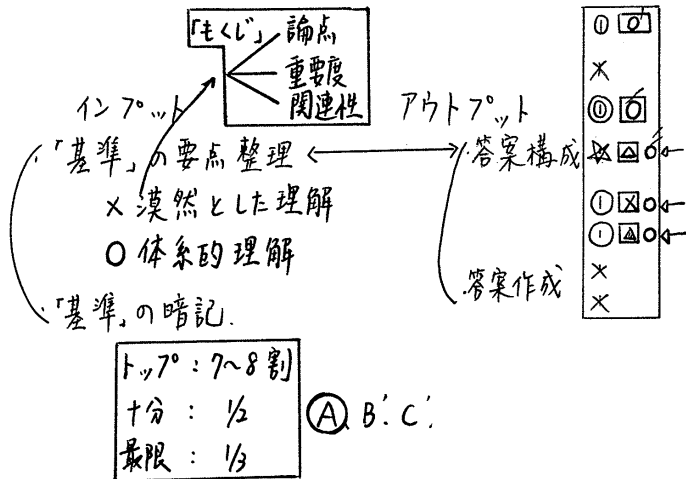 「もくじ」 論点
重要度
関連性
インプット アウトプット
・「基準」の要点整理 ・答案構成
×漠然とした理解
○体系的理解
・答案作成
・「基準」の暗記.
トップ:7〜8割
十分: 1/2
最限: 1/3
Ⓐ B'. C'.